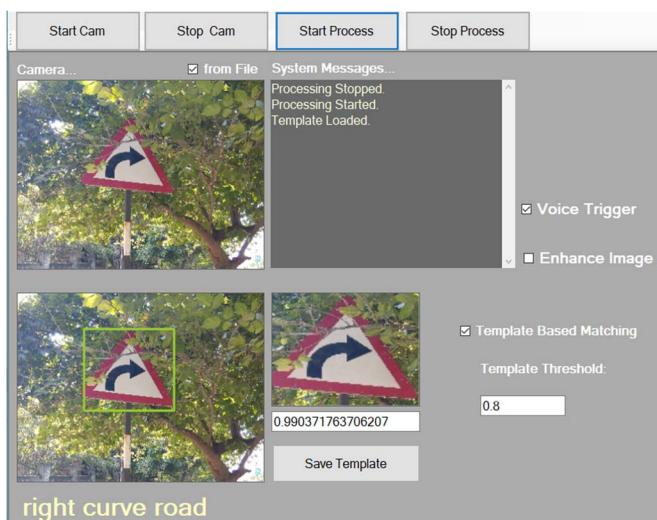 Start Cam
Stop Cam
Start Process
Stop Process
Camera...
from File
System Messages...
Processing Stopped.
Processing Started.
Template Loaded.
Voice Trigger
Enhance Image
Template Based Matching
Template Threshold:
0.8
0.990371763706207
Save Template
right curve road